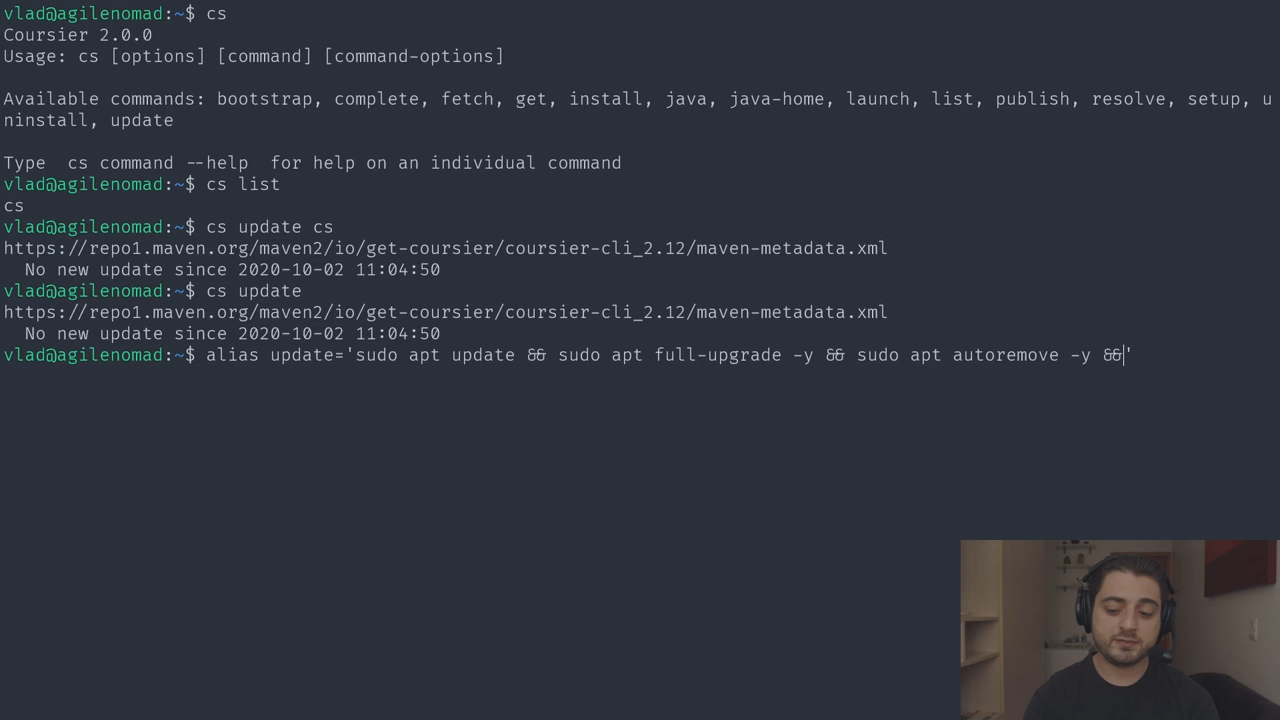 vlad@agilenomad:~$ cs
Coursier 2.0.0
Usage: cs [options] [command] [command-options]
Available commands: bootstrap, complete, fetch, get, install, java, java-home, launch, list, publish, resolve, setup, u
ninstall, update
Type  cs command --help  for help on an individual command
vlad@agilenomad:~$ cs list
cs
vlad@agilenomad:~$ cs update cs
https://repo1.maven.org/maven2/io/get-coursier/coursier-cli_2.12/maven-metadata.xml
  No new update since 2020-10-02 11:04:50
vlad@agilenomad:~$ cs update
https://repo1.maven.org/maven2/io/get-coursier/coursier-cli_2.12/maven-metadata.xml
  No new update since 2020-10-02 11:04:50
vlad@agilenomad:~$ alias update='sudo apt update && sudo apt full-upgrade -y && sudo apt autoremove -y &&'